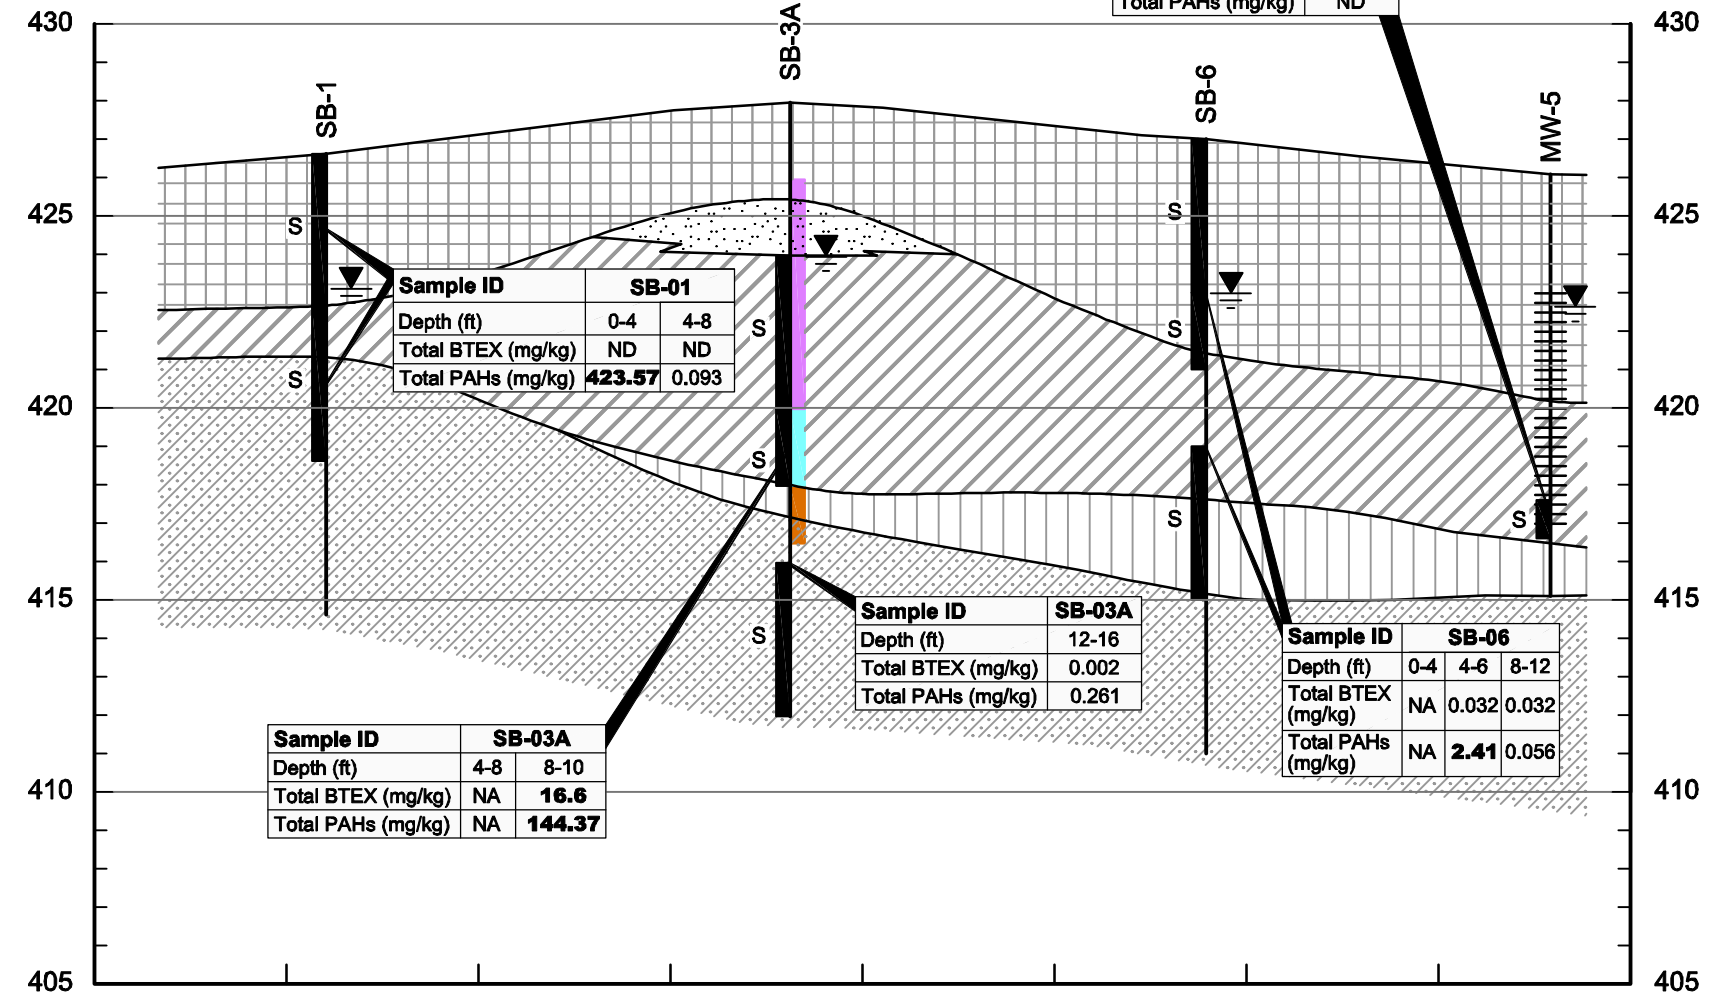 Total PAHs (mg/kg) ND
430 430
SB-3A
SB-1
SB-6
MW-5
425 425
S
S
Sample ID SB-01
Depth (ft) 0-4 4-8
Total BTEX (mg/kg) ND ND
Total PAHs (mg/kg) 423.57 0.093
S
S
S
420 420
S
S
S
415 415
S
Sample ID SB-03A
Depth (ft) 12-16
Total BTEX (mg/kg) 0.002
Total PAHs (mg/kg) 0.261
Sample ID SB-06
Depth (ft) 0-4 4-6 8-12
Total BTEX
(mg/kg) NA 0.032 0.032
Total PAHs
(mg/kg) NA 2.41 0.056
Sample ID SB-03A
Depth (ft) 4-8 8-10
Total BTEX (mg/kg) NA 16.6
Total PAHs (mg/kg) NA 144.37
410 410
405 405